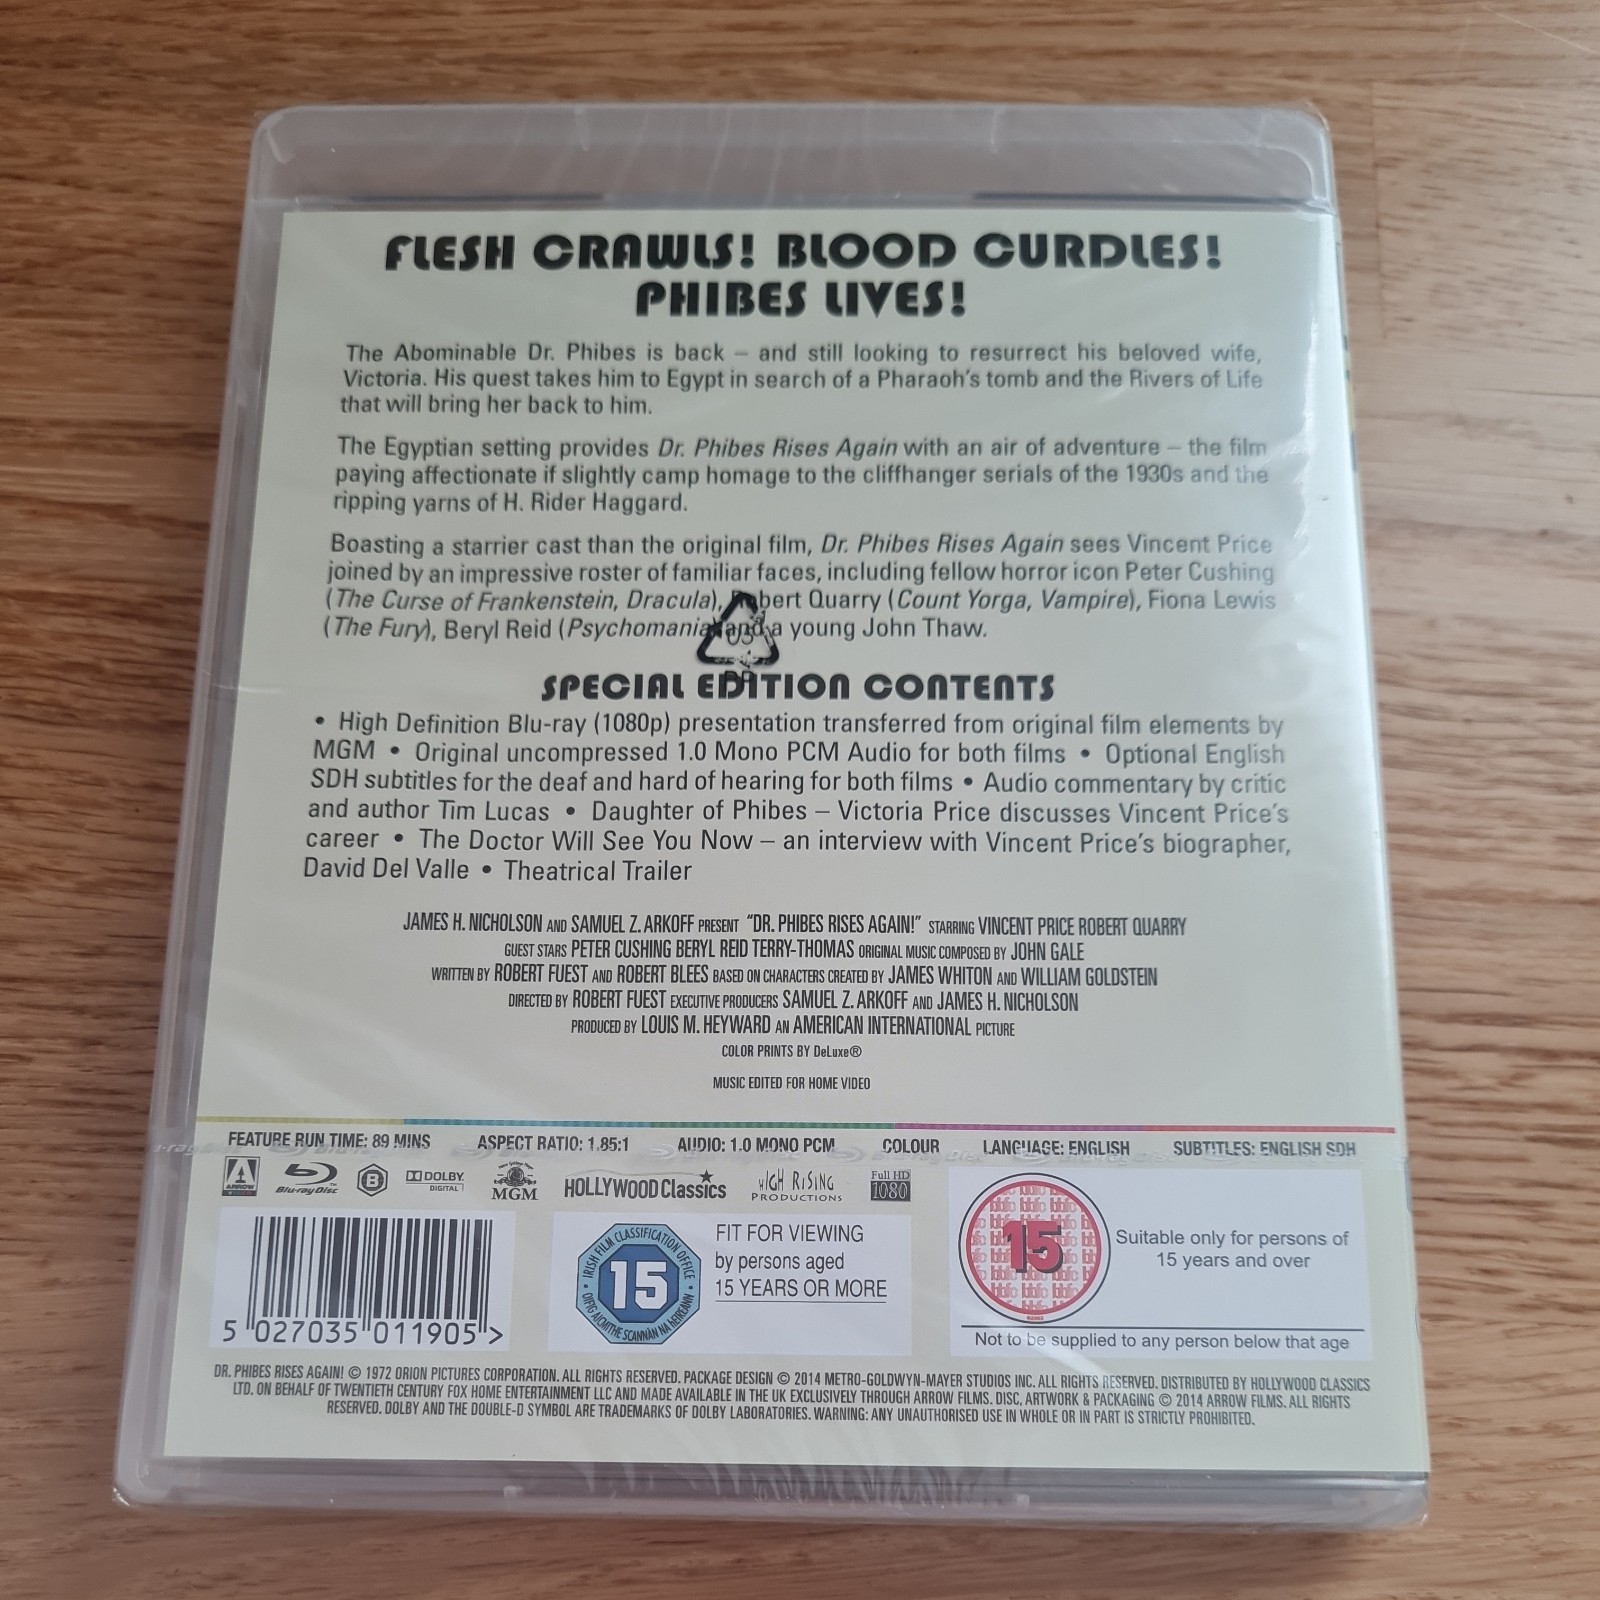 FLESH CRAWLS! BLOOD CURDLES!
PHIBES LIVES!
The Abominable Dr. Phibes is back – and still looking to resurrect his beloved wife,
Victoria. His quest takes him to Egypt in search of a Pharaoh's tomb and the Rivers of Life
that will bring her back to him.
The Egyptian setting provides Dr. Phibes Rises Again with an air of adventure – the film
paying affectionate if slightly camp homage to the cliffhanger serials of the 1930s and the
ripping yarns of H. Rider Haggard.
Boasting a starrier cast than the original film, Dr. Phibes Rises Again sees Vincent Price
joined by an impressive roster of familiar faces, including fellow horror icon Peter Cushing
(The Curse of Frankenstein, Dracula), Robert Quarry (Count Yorga, Vampire), Fiona Lewis
(The Fury), Beryl Reid (Psychomania) and a young John Thaw.
SPECIAL EDITION CONTENTS
• High Definition Blu-ray (1080p) presentation transferred from original film elements by
MGM • Original uncompressed 1.0 Mono PCM Audio for both films • Optional English
SDH subtitles for the deaf and hard of hearing for both films • Audio commentary by critic
and author Tim Lucas • Daughter of Phibes – Victoria Price discusses Vincent Price's
career • The Doctor Will See You Now – an interview with Vincent Price's biographer,
David Del Valle • Theatrical Trailer
JAMES H. NICHOLSON AND SAMUEL Z. ARKOFF PRESENT "DR. PHIBES RISES AGAIN!" STARRING VINCENT PRICE ROBERT QUARRY
GUEST STARS PETER CUSHING BERYL REID TERRY-THOMAS ORIGINAL MUSIC COMPOSED BY JOHN GALE
WRITTEN BY ROBERT FUEST AND ROBERT BLEES BASED ON CHARACTERS CREATED BY JAMES WHITON AND WILLIAM GOLDSTEIN
DIRECTED BY ROBERT FUEST EXECUTIVE PRODUCERS SAMUEL Z. ARKOFF AND JAMES H. NICHOLSON
PRODUCED BY LOUIS M. HEYWARD AN AMERICAN INTERNATIONAL PICTURE
COLOR PRINTS BY DeLuxe®
MUSIC EDITED FOR HOME VIDEO
FEATURE RUN TIME: 89 MINS ASPECT RATIO: 1.85:1 AUDIO: 1.0 MONO PCM COLOUR LANGUAGE: ENGLISH SUBTITLES: ENGLISH SDH
ARROW Blu-ray Disc B DOLBY DIGITAL MGM HOLLYWOOD Classics HIGH RISING PRODUCTIONS Full HD 1080
5 027035 011905 >
IRISH FILM CLASSIFICATION OFFICE
15
OIFIG AICMITHE SCANNÁN NA hÉIREANN
FIT FOR VIEWING
by persons aged
15 YEARS OR MORE
15
Suitable only for persons of
15 years and over
Not to be supplied to any person below that age
DR. PHIBES RISES AGAIN! © 1972 ORION PICTURES CORPORATION. ALL RIGHTS RESERVED. PACKAGE DESIGN © 2014 METRO-GOLDWYN-MAYER STUDIOS INC. ALL RIGHTS RESERVED. DISTRIBUTED BY HOLLYWOOD CLASSICS
LTD. ON BEHALF OF TWENTIETH CENTURY FOX HOME ENTERTAINMENT LLC AND MADE AVAILABLE IN THE UK EXCLUSIVELY THROUGH ARROW FILMS. DISC, ARTWORK & PACKAGING © 2014 ARROW FILMS. ALL RIGHTS
RESERVED. DOLBY AND THE DOUBLE-D SYMBOL ARE TRADEMARKS OF DOLBY LABORATORIES. WARNING: ANY UNAUTHORISED USE IN WHOLE OR IN PART IS STRICTLY PROHIBITED.